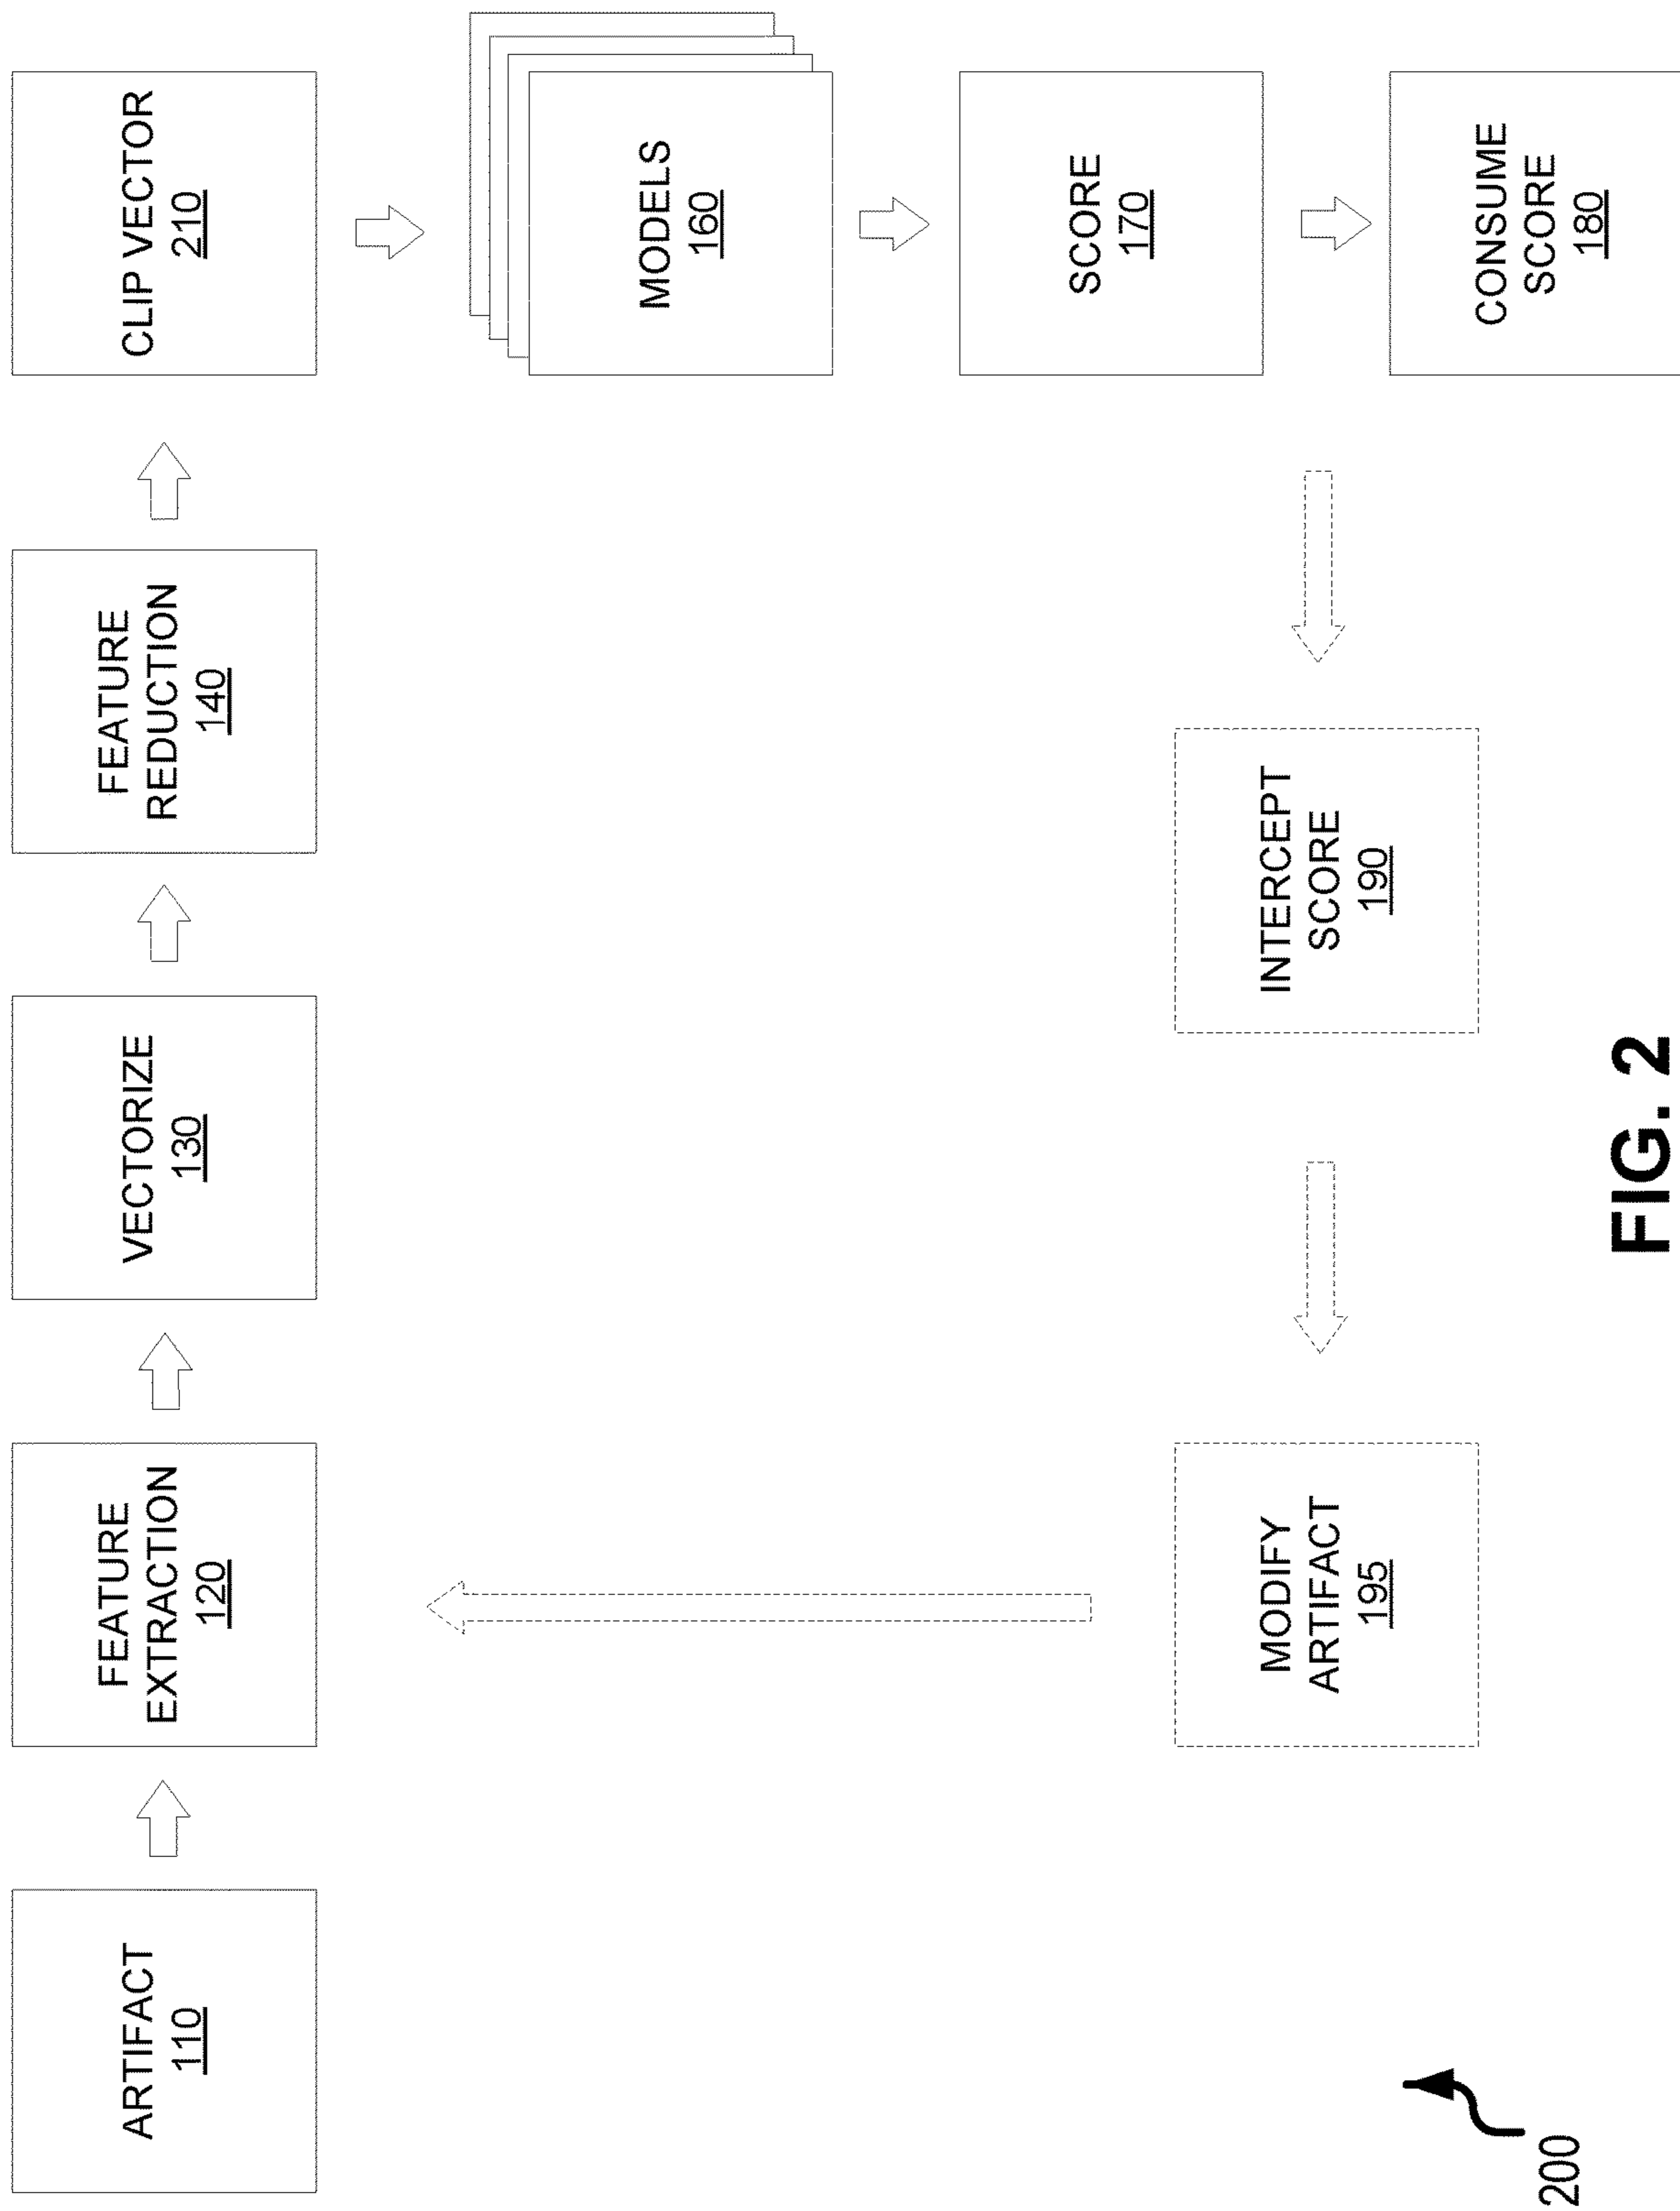 ARTIFACT
110
FEATURE
EXTRACTION
120
VECTORIZE
130
FEATURE
REDUCTION
140
CLIP VECTOR
210
MODELS
160
SCORE
170
CONSUME
SCORE
180
INTERCEPT
SCORE
190
MODIFY
ARTIFACT
195
200
FIG. 2